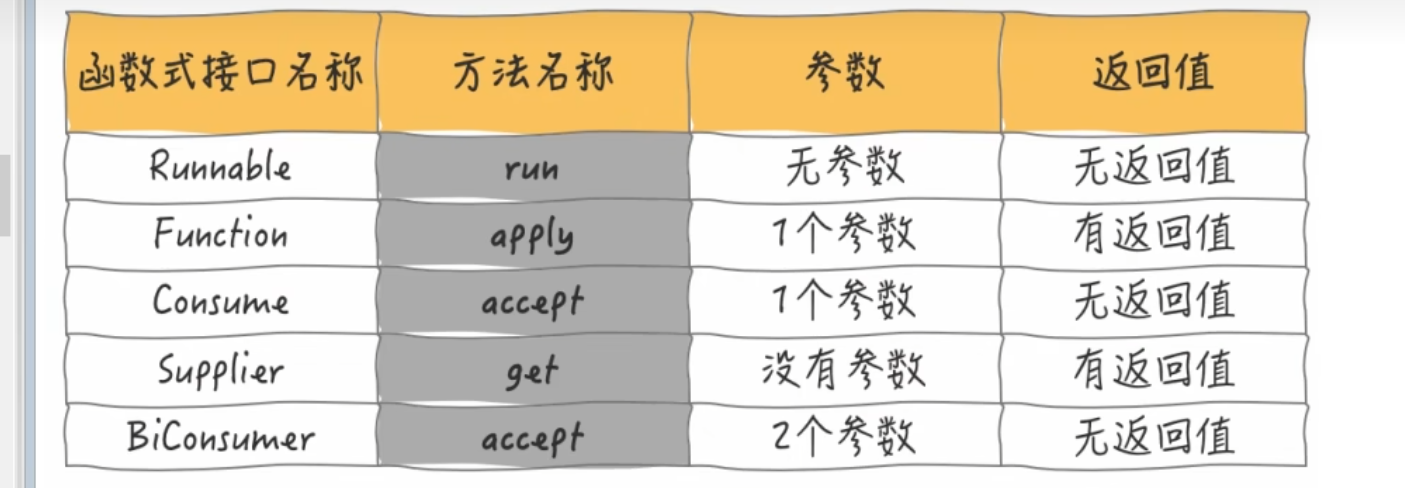 函数式接口名称 方法名称 参数 返回值
Runnable run 无参数 无返回值
Function apply 1个参数 有返回值
Consume accept 1个参数 无返回值
Supplier get 没有参数 有返回值
BiConsumer accept 2个参数 无返回值